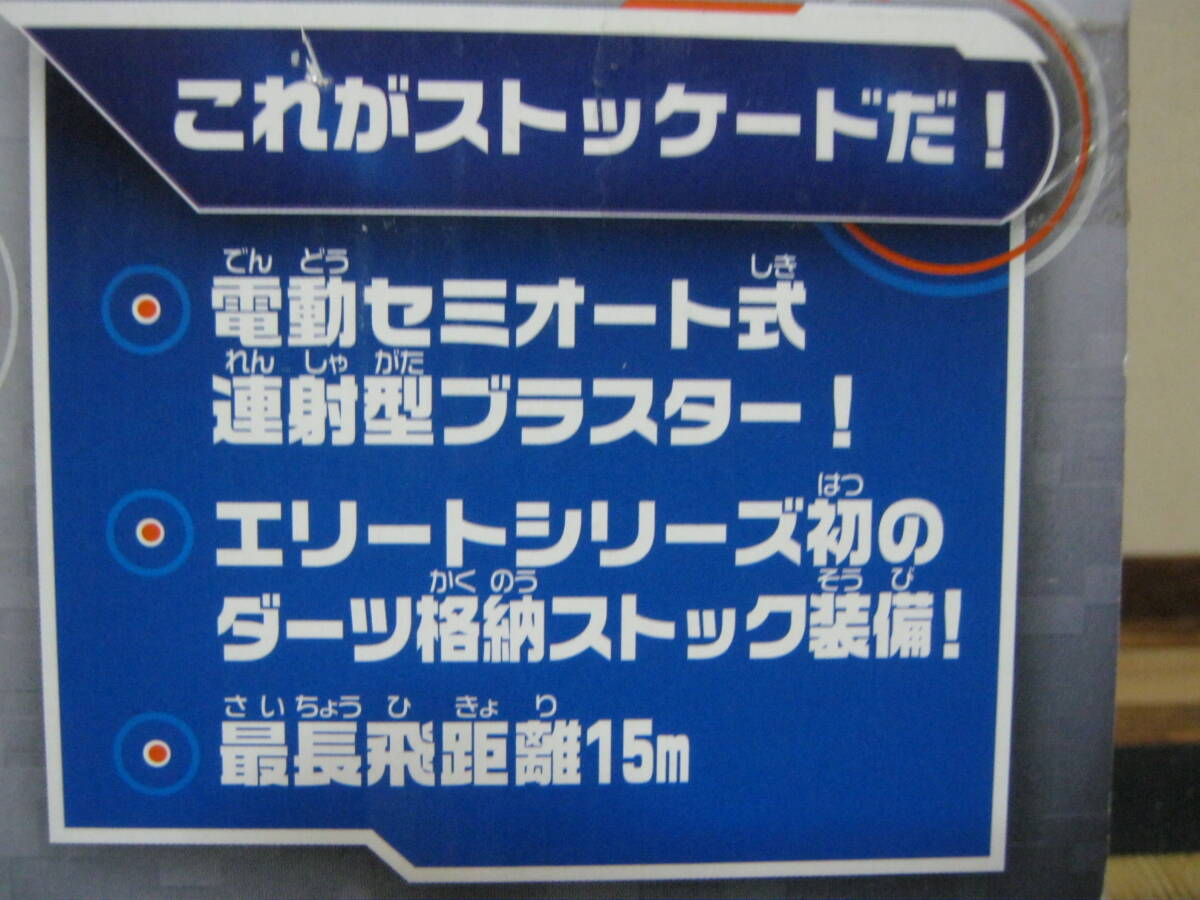 これがストッケードだ！
でんどう しき
電動セミオート式
れんしゃがた
連射型ブラスター！
はつ
エリートシリーズ初の
かくのう そうび
ダーツ格納ストック装備！
さいちょうひきょり
最長飛距離15m